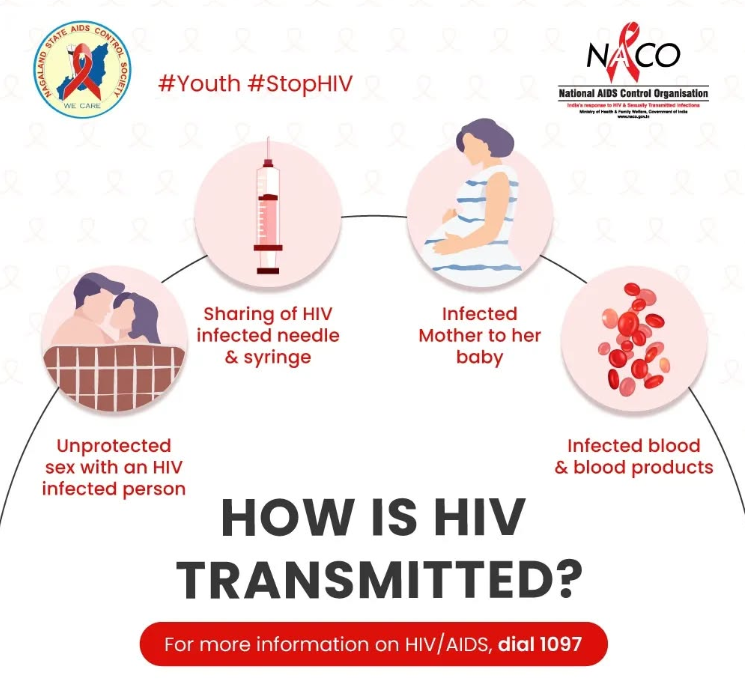 NAGALAND STATE AIDS CONTROL SOCIETY
WE CARE
#Youth #StopHIV
NACO
National AIDS Control Organisation
India's response to HIV & Sexually Transmitted Infections
Ministry of Health & Family Welfare, Government of India
www.naco.gov.in
Sharing of HIV
infected needle
& syringe
Infected
Mother to her
baby
Unprotected
sex with an HIV
infected person
Infected blood
& blood products
HOW IS HIV
TRANSMITTED?
For more information on HIV/AIDS, dial 1097